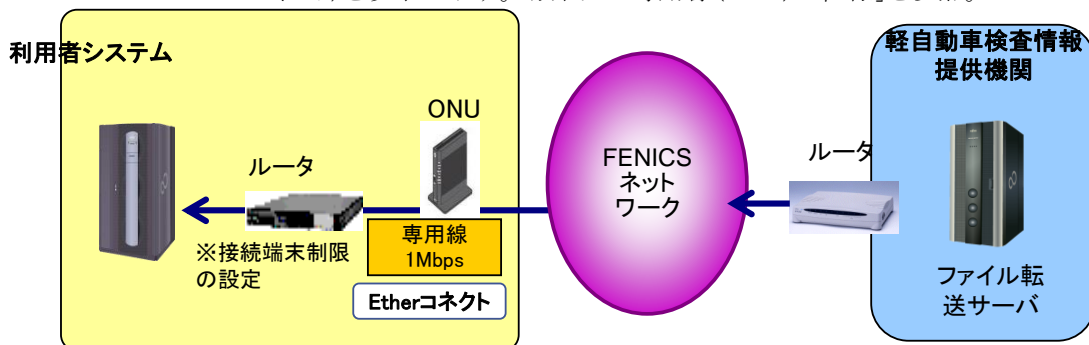 利用者システム
ONU
ルータ
※接続端末制限
の設定
専用線
1Mbps
Etherコネクト
FENICS
ネット
ワーク
ルータ
軽自動車検査情報
提供機関
ファイル転
送サーバ